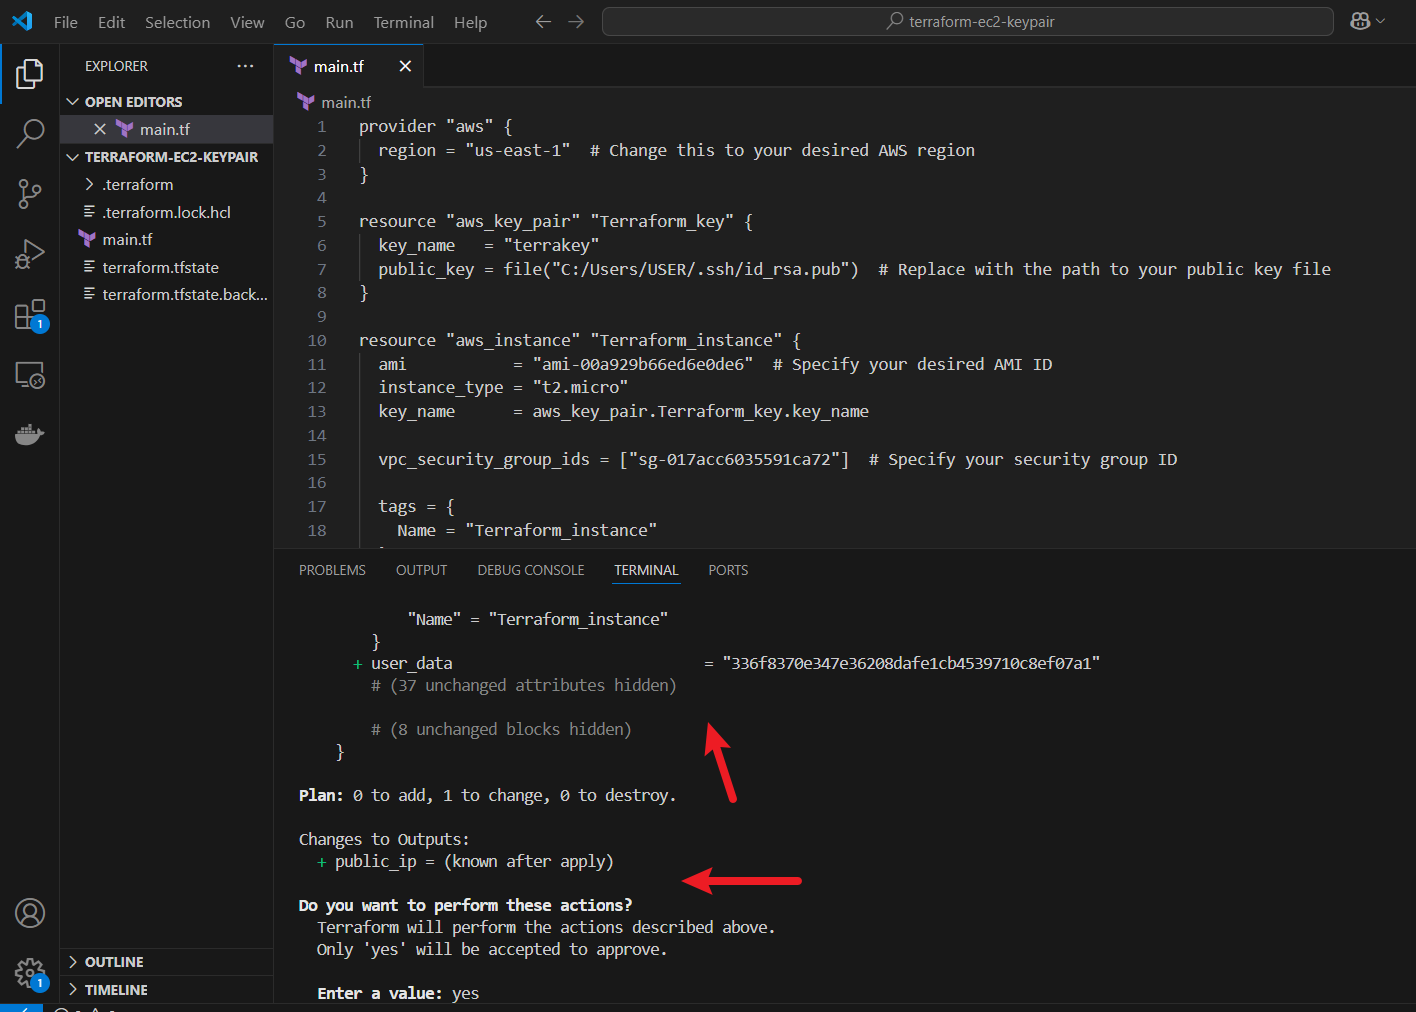 File Edit Selection View Go Run Terminal Help
terraform-ec2-keypair
EXPLORER
OPEN EDITORS
main.tf
TERRAFORM-EC2-KEYPAIR
.terraform
.terraform.lock.hcl
main.tf
terraform.tfstate
terraform.tfstate.back...
1
OUTLINE
1
TIMELINE
main.tf
main.tf
1 provider "aws" {
2 region = "us-east-1" # Change this to your desired AWS region
3 }
4
5 resource "aws_key_pair" "Terraform_key" {
6 key_name = "terrakey"
7 public_key = file("C:/Users/USER/.ssh/id_rsa.pub") # Replace with the path to your public key file
8 }
9
10 resource "aws_instance" "Terraform_instance" {
11 ami = "ami-00a929b66ed6e0de6" # Specify your desired AMI ID
12 instance_type = "t2.micro"
13 key_name = aws_key_pair.Terraform_key.key_name
14
15 vpc_security_group_ids = ["sg-017acc6035591ca72"] # Specify your security group ID
16
17 tags = {
18 Name = "Terraform_instance"
PROBLEMS OUTPUT DEBUG CONSOLE TERMINAL PORTS
"Name" = "Terraform_instance"
}
+ user_data = "336f8370e347e36208dafe1cb4539710c8ef07a1"
# (37 unchanged attributes hidden)
# (8 unchanged blocks hidden)
}
Plan: 0 to add, 1 to change, 0 to destroy.
Changes to Outputs:
+ public_ip = (known after apply)
Do you want to perform these actions?
Terraform will perform the actions described above.
Only 'yes' will be accepted to approve.
Enter a value: yes